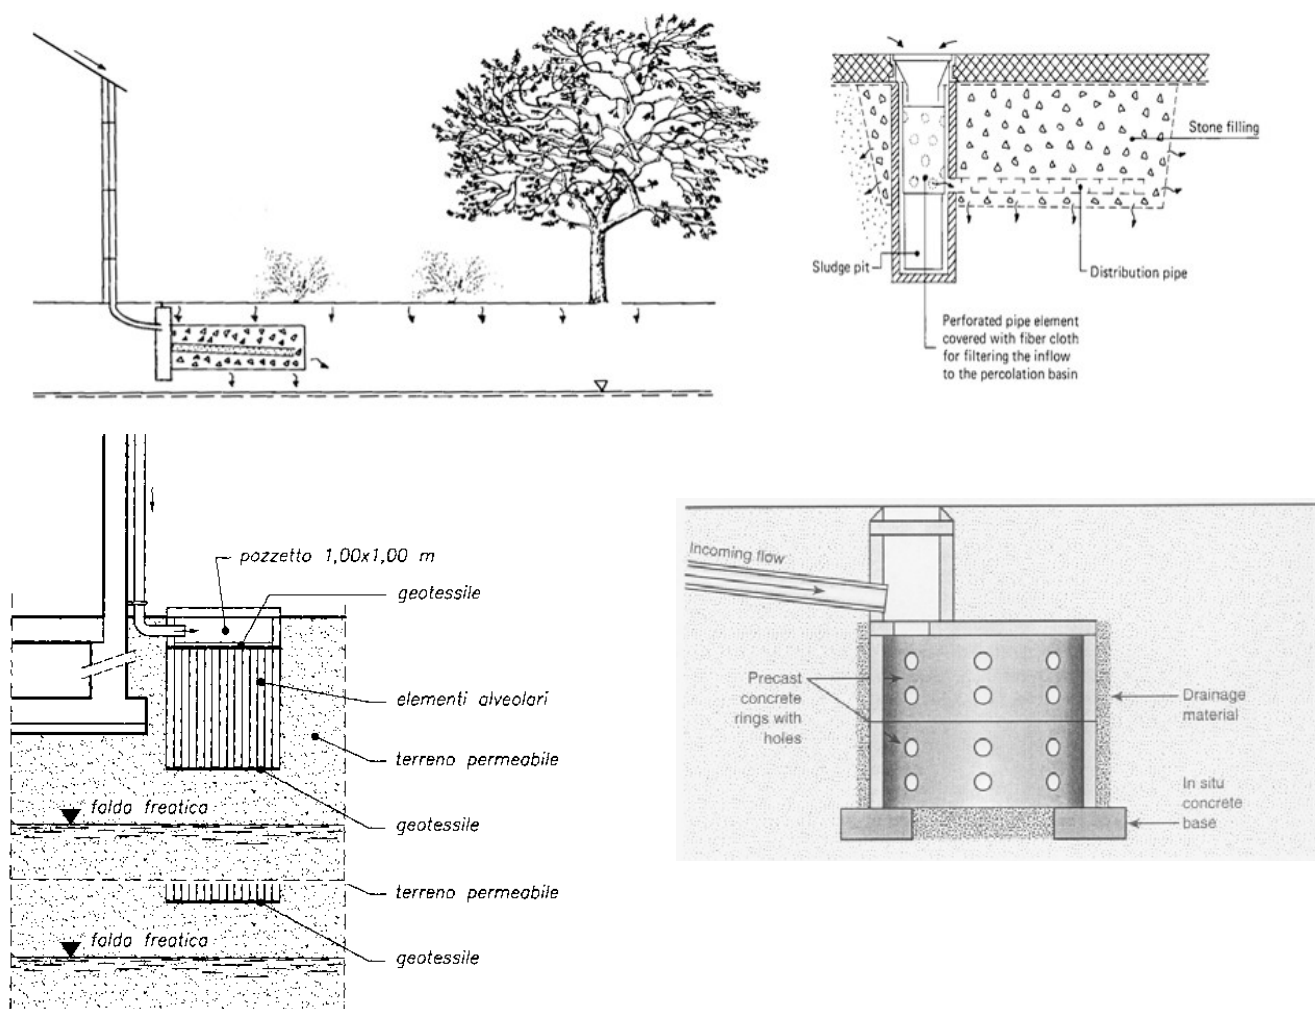 Stone filling
Sludge pit
Distribution pipe
Perforated pipe element
covered with fiber cloth
for filtering the inflow
to the percolation basin
pozzetto 1,00x1,00 m
geotessile
elementi alveolari
terreno permeabile
falda freatica
geotessile
terreno permeabile
falda freatica
geotessile
Incoming flow
Precast
concrete
rings with
holes
Drainage
material
In situ
concrete
base